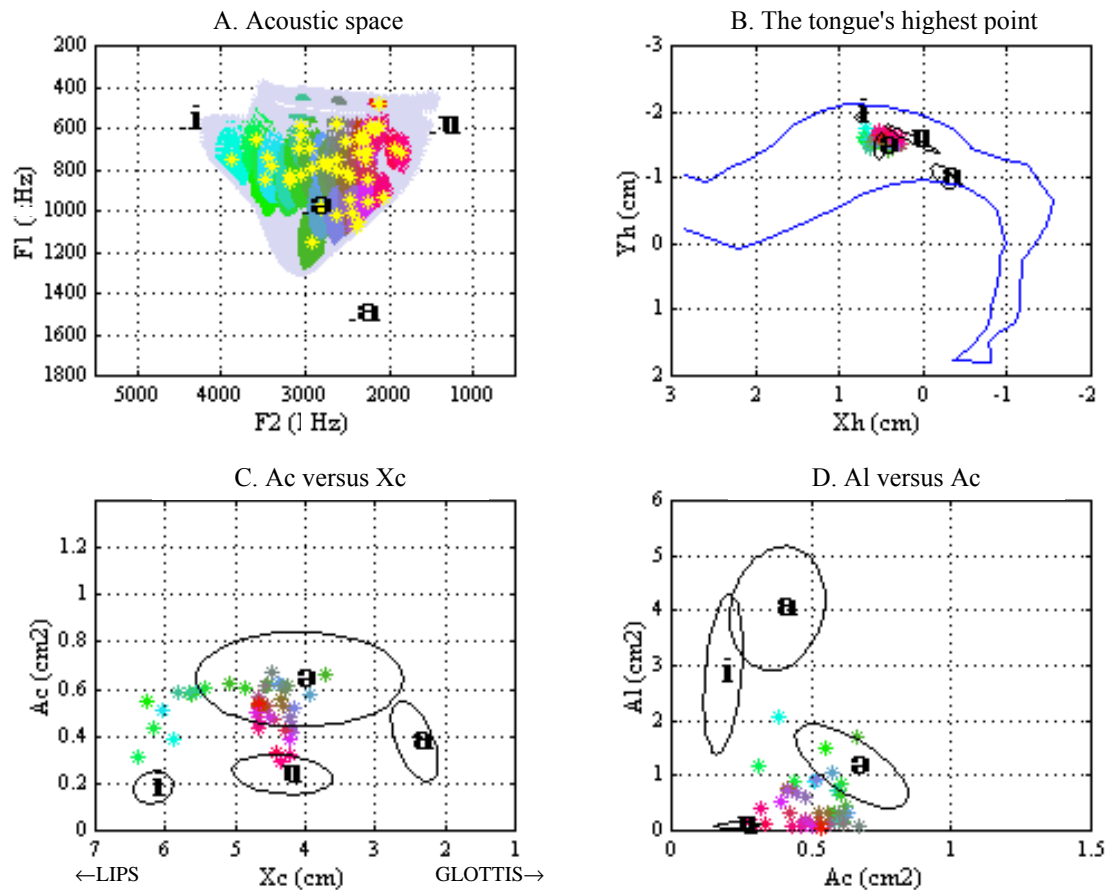 A. Acoustic space
200
400
600
800
1000
1200
1400
1600
1800
F1 ( .Hz)
i
u
ə
a
5000 4000 3000 2000 1000
F2 (l Hz)
B. The tongue's highest point
-3
-2
-1
0
1
2
Yh (cm)
i
u
ə
a
3 2 1 0 -1 -2
Xh (cm)
C. Ac versus Xc
1.2
1
0.8
0.6
0.4
0.2
0
Ac (cm2)
ə
a
i
u
7 6 5 4 3 2 1
←LIPS Xc (cm) GLOTTIS→
D. Al versus Ac
6
5
4
3
2
1
0
Al (cm2)
a
i
ə
u
0 0.5 1 1.5
Ac (cm2)